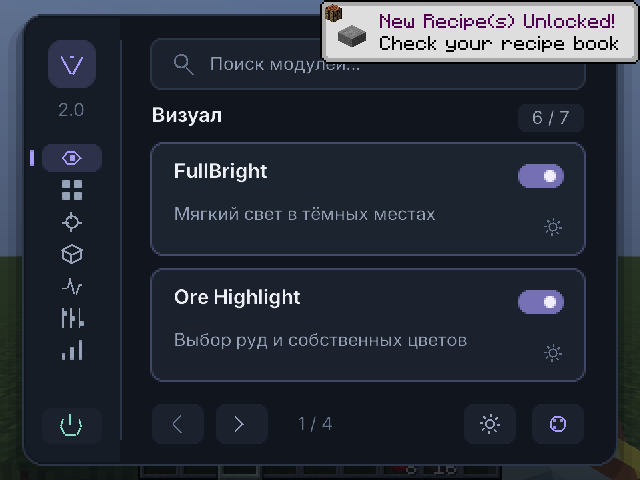 New Recipe(s) Unlocked!
Check your recipe book
2.0
Поиск модулей...
Визуал
6 / 7
FullBright
Мягкий свет в тёмных местах
Ore Highlight
Выбор руд и собственных цветов
1 / 4